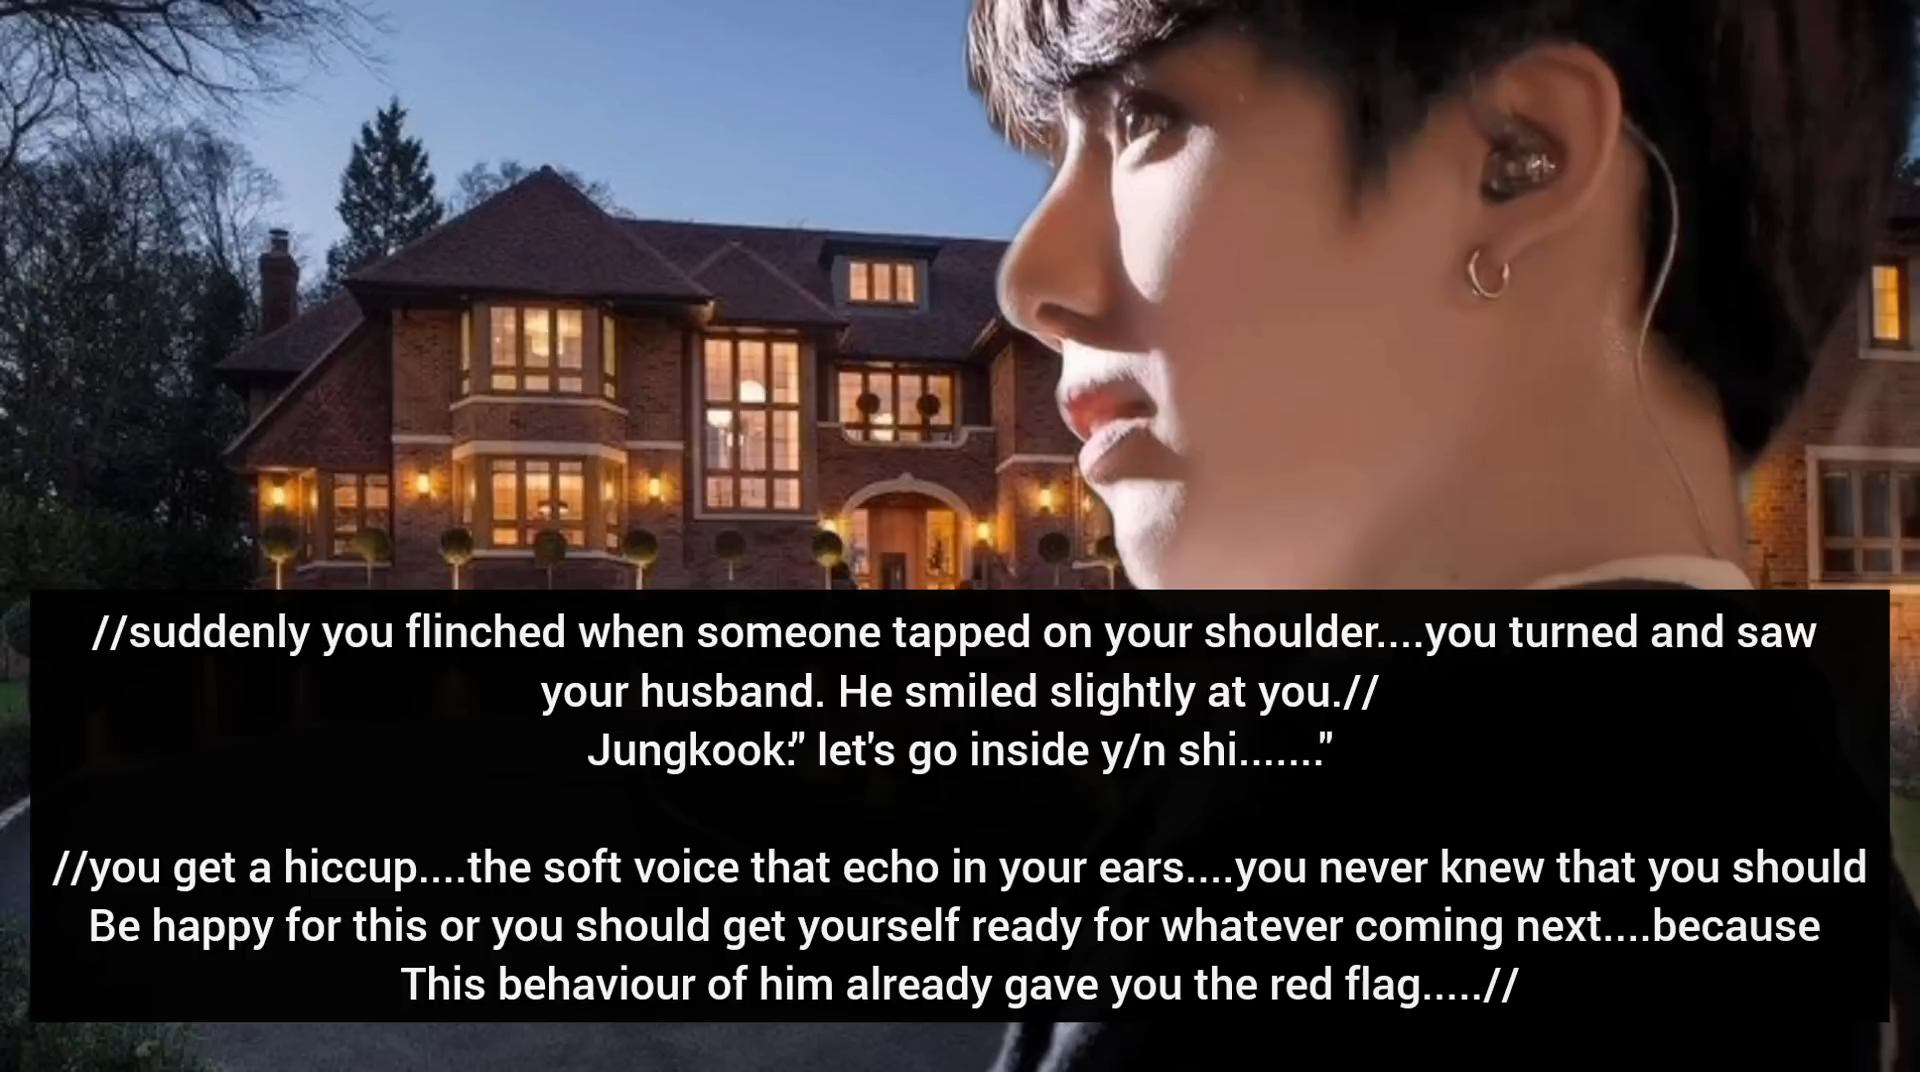 //suddenly you flinched when someone tapped on your shoulder....you turned and saw
your husband. He smiled slightly at you.//
Jungkook:" let's go inside y/n shi......."
//you get a hiccup....the soft voice that echo in your ears....you never knew that you should
Be happy for this or you should get yourself ready for whatever coming next....because
This behaviour of him already gave you the red flag.....//